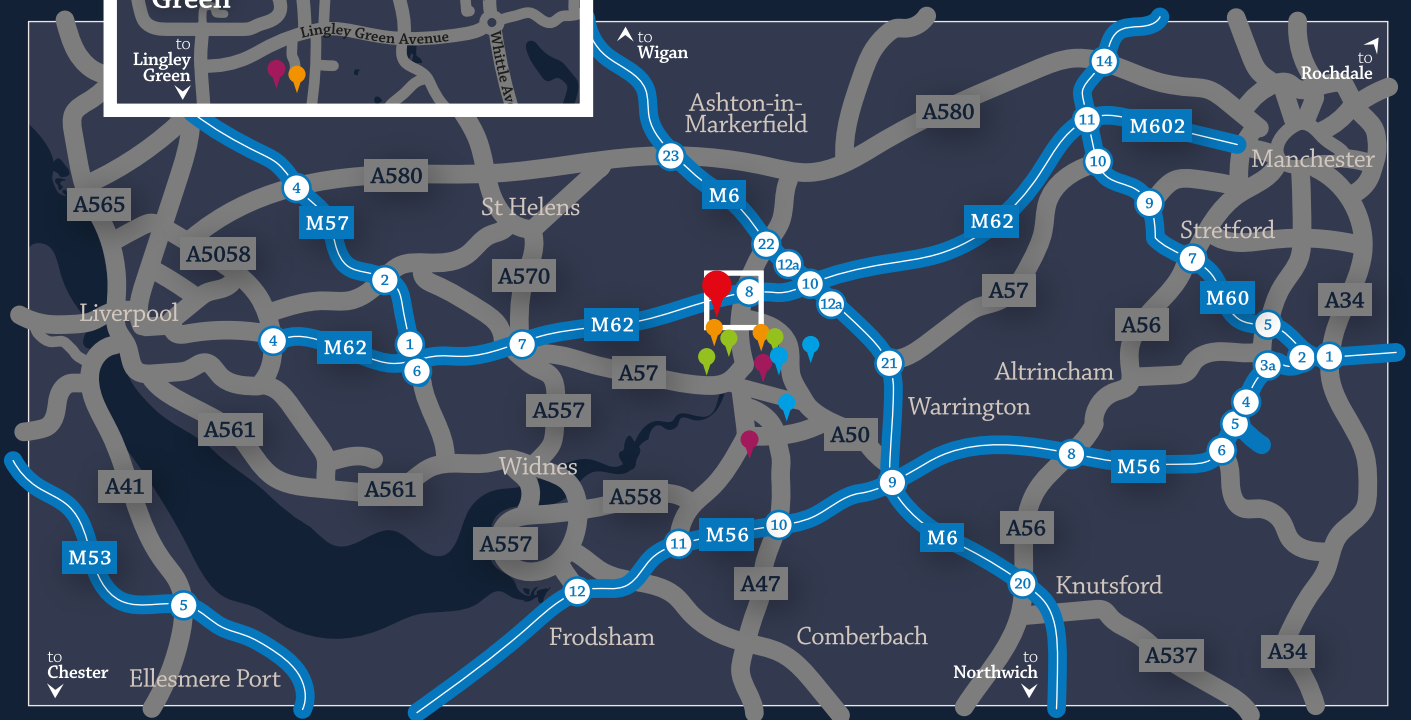 Green
Lingley Green Avenue
Whittle Av
to
Lingley
Green
to
Wigan
to
Rochdale
14
Ashton-in-
Markerfield
A580
11
M602
23
10
Manchester
A580
4
M6
A565
St Helens
9
M57
M62
Stretford
22
A5058
7
12a
2
A570
10
8
A57
M60
A34
12a
Liverpool
M62
A56
5
4
M62
1
7
2
1
6
21
3a
A57
Altrincham
4
A557
Warrington
5
A561
A50
6
8
M56
Widnes
9
A41
A561
A558
10
A56
M56
M6
11
A557
M53
A47
20
Knutsford
12
5
Frodsham
Comberbach
A537
A34
to
Chester
Ellesmere Port
to
Northwich